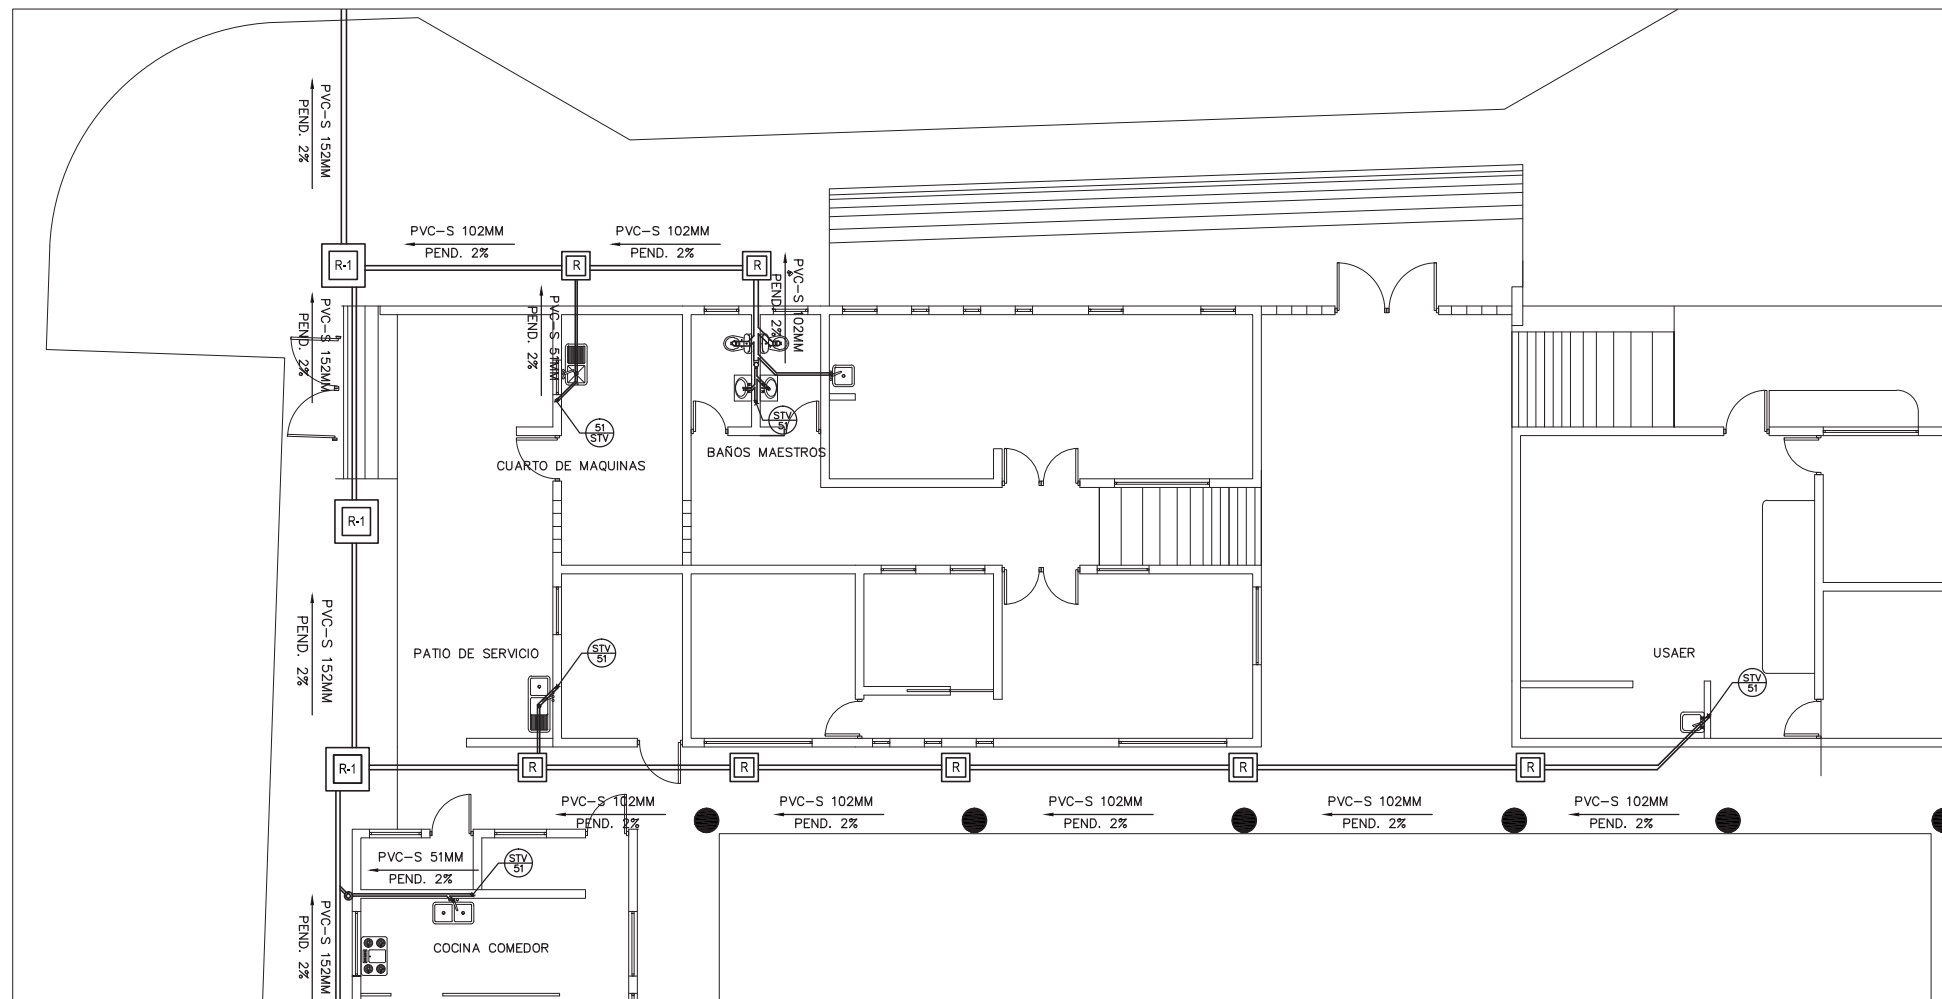 PVC-S 152MM
PEND. 2%
PVC-S 102MM
PEND. 2%
PVC-S 102MM
PEND. 2%
R-1
R
R
PVC-S 102MM
PEND. 2%
PVC-S 152MM
PEND. 2%
PVC-S 51MM
PEND. 2%
51
STV
STV
51
CUARTO DE MAQUINAS
BAÑOS MAESTROS
R-1
PVC-S 152MM
PEND. 2%
PATIO DE SERVICIO
STV
51
USAER
STV
51
R-1
R
R
R
R
R
PVC-S 102MM
PEND. 2%
PVC-S 102MM
PEND. 2%
PVC-S 102MM
PEND. 2%
PVC-S 102MM
PEND. 2%
PVC-S 102MM
PEND. 2%
PVC-S 51MM
PEND. 2%
STV
51
PVC-S 152MM
PEND. 2%
COCINA COMEDOR